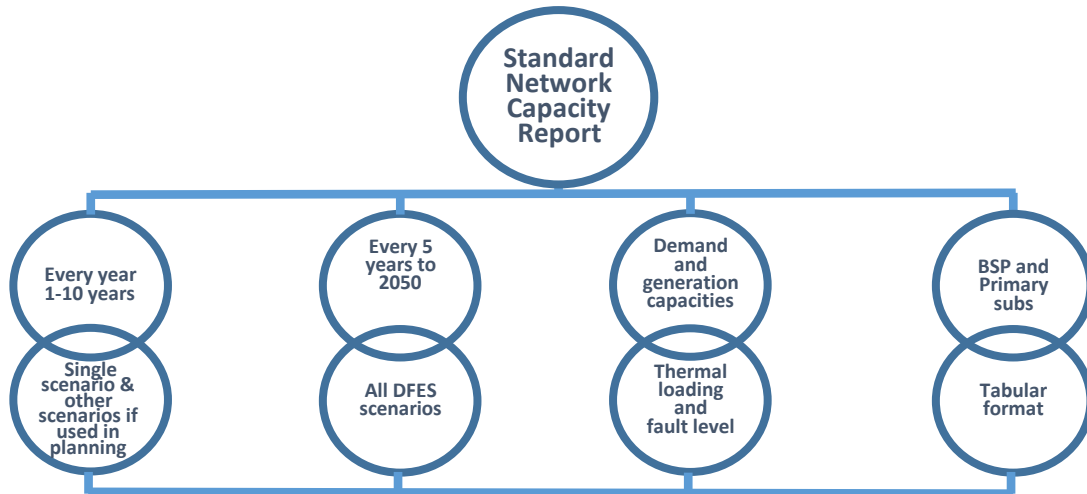 Standard
Network
Capacity
Report
Every year
1-10 years
Every 5
years to
2050
Demand
and
generation
capacities
BSP and
Primary
subs
Single
scenario &
other
scenarios if
used in
planning
All DFES
scenarios
Thermal
loading
and
fault level
Tabular
format